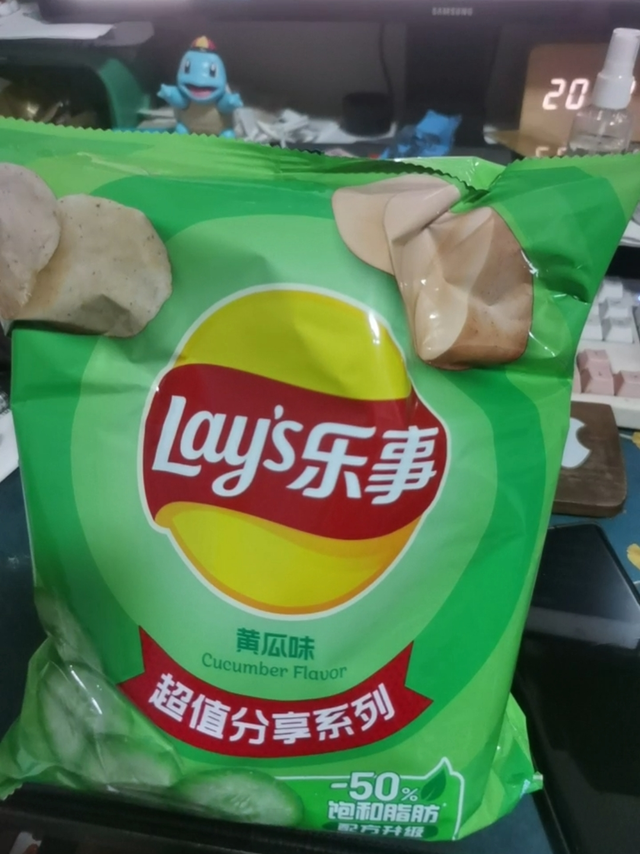 SAMSUNG
20
Lay's乐事
黄瓜味
Cucumber Flavor
超值分享系列
-50%
饱和脂肪*
配方升级